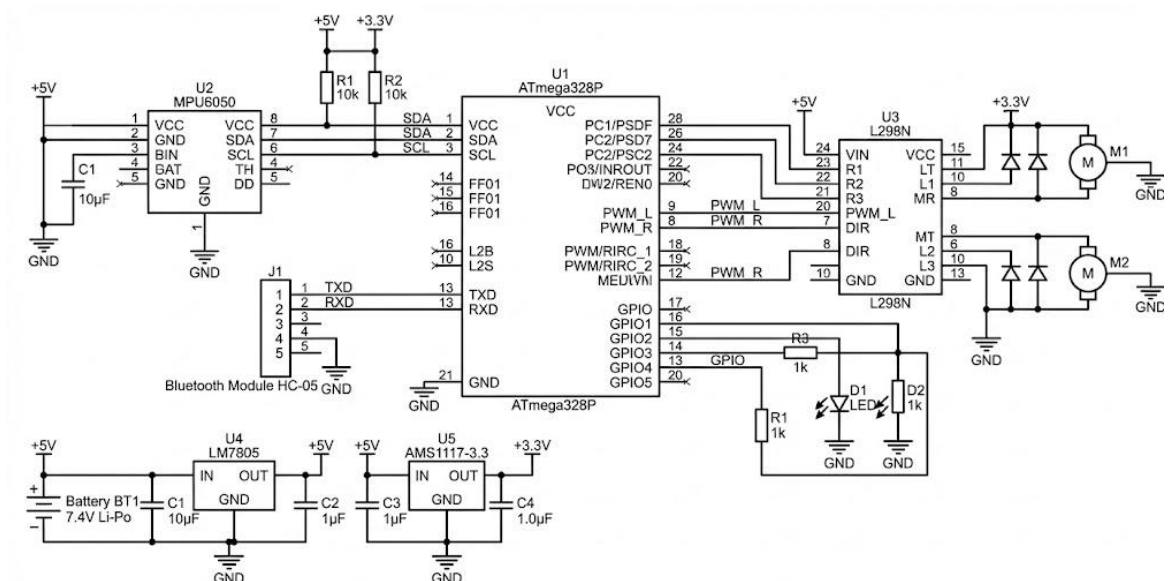 +5V
+3.3V
R1
10k
R2
10k
+5V
U2
MPU6050
1 VCC VCC 8
2 GND SDA 7
3 BIN SCL 6
4 BAT TH 4
5 GND DD 5
GND
1
GND
C1
10µF
GND
SDA
SDA
SCL
U1
ATmega328P
VCC
1 VCC
2 SDA
3 SCL
14 FF01
15 FF01
16 FF01
16 L2B
10 L2S
13 TXD
13 RXD
21 GND
GND
PC1/PSDF 28
PC2/PSD7 26
PC2/PSC2 24
PO3/INROUT 22
DW2/REN0 20
PWM_L 9
PWM_R 8
PWM/RIRC_1 18
PWM/RIRC_2 19
12
GPIO 17
GPIO1 16
GPIO2 15
GPIO3 14
GPIO4 13
GPIO5 20
ATmega328P
PWM_L
PWM_R
PWM_R
GPIO
J1
1 1 TXD
2 2 RXD
3 3
4 4
5 5
GND
Bluetooth Module HC-05
+5V
U3
L298N
24 VIN VCC 15
23 R1 LT 11
22 R2 L1 10
21 R3 MR 8
20 PWM_L
7 DIR MT 8
8 DIR L2 6
L3 10
19 GND GND 13
L298N
+3.3V
M
M1
GND
M
M2
GND
GND
R3
1k
R1
1k
D1
LED
GND
D2
1k
GND
+5V
U4
LM7805
+5V
IN OUT
GND
+
−
Battery BT1
7.4V Li-Po
C1
10µF
C2
1µF
GND
+5V
U5
AMS1117-3.3
+3.3V
IN OUT
GND
C3
1µF
C4
1.0µF
GND